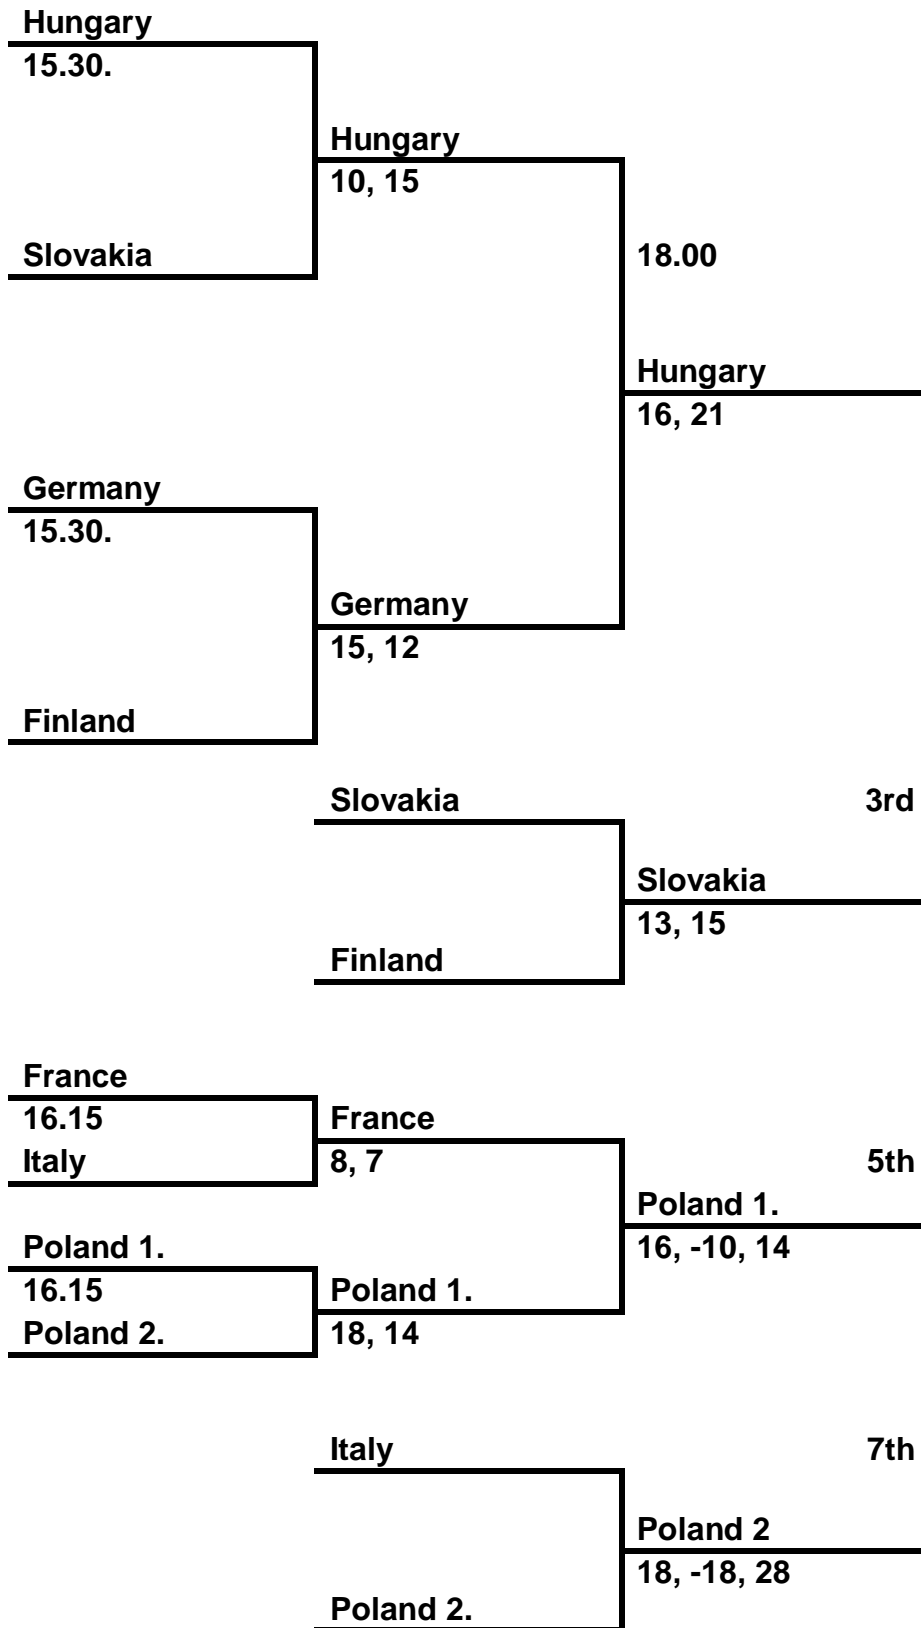 Hungary
15.30.
Hungary
10, 15
Slovakia
18.00
Hungary
16, 21
Germany
15.30.
Germany
15, 12
Finland
Slovakia
3rd
Slovakia
13, 15
Finland
France
16.15
France
Italy
8, 7
5th
Poland 1.
Poland 1.
16, -10, 14
16.15
Poland 1.
Poland 2.
18, 14
Italy
7th
Poland 2
18, -18, 28
Poland 2.